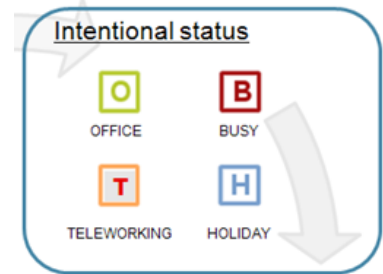 Intentional status
O B
OFFICE BUSY
T H
TELEWORKING HOLIDAY